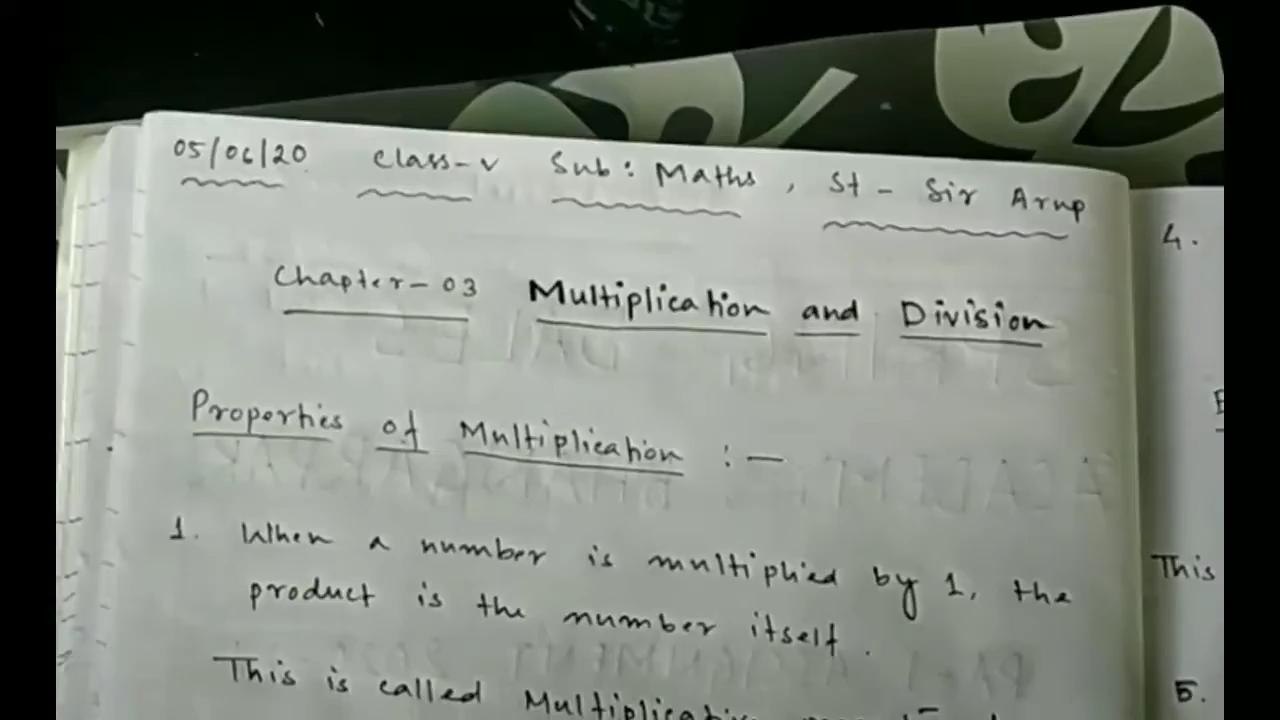 05/06/20 Class-V Sub: Maths, St - Sir Arup
Chapter-03 Multiplication and Division
Properties of Multiplication :-
1. When a number is multiplied by 1, the
product is the number itself.
This is called Multiplicative
4.
This
5.